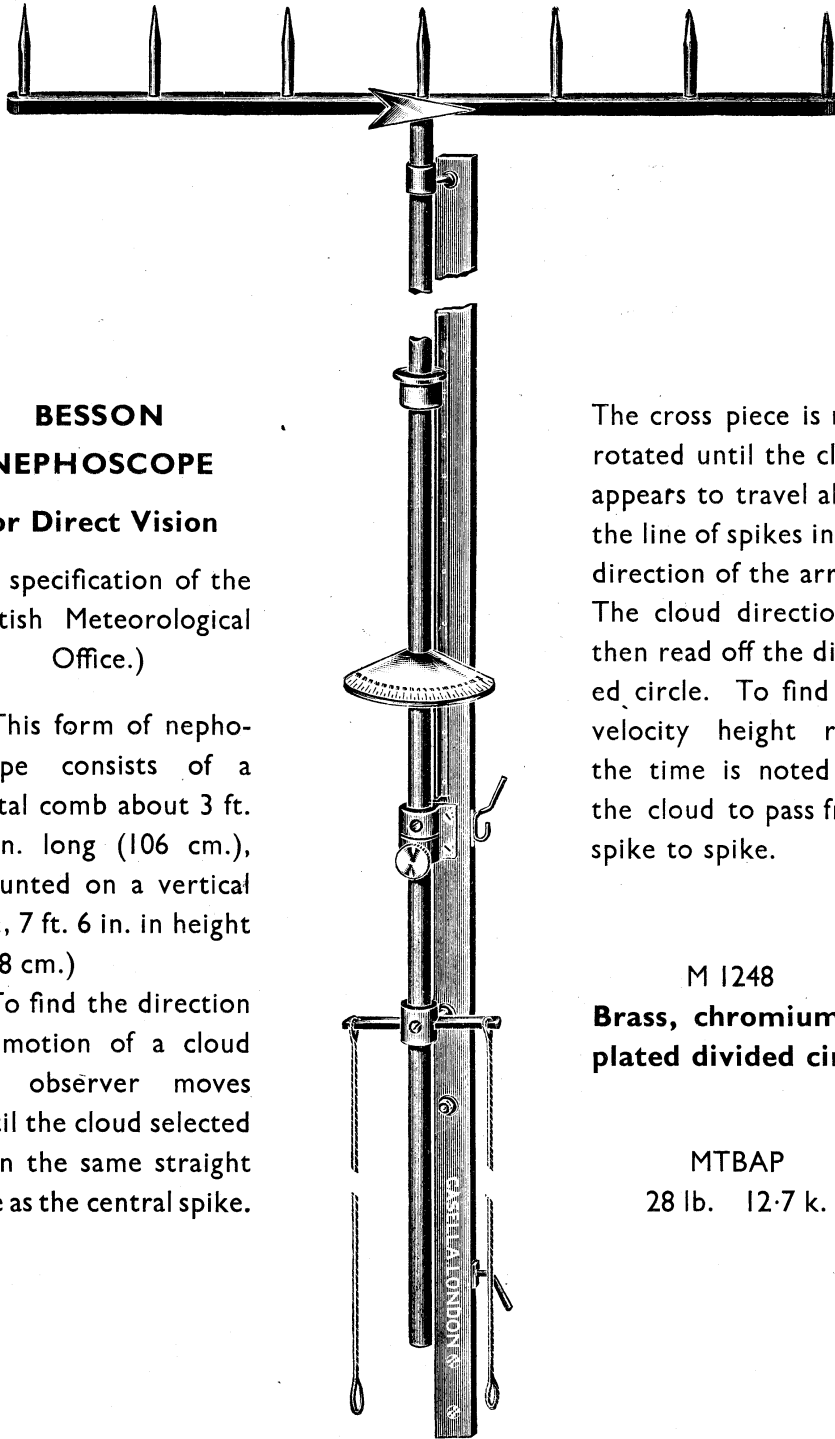 BESSON
NEPHOSCOPE
or Direct Vision
specification of the
tish Meteorological
Office.)
This form of nepho-
pe consists of a
tal comb about 3 ft.
n. long (106 cm.),
unted on a vertical
, 7 ft. 6 in. in height
8 cm.)
To find the direction
motion of a cloud
observer moves
til the cloud selected
n the same straight
e as the central spike.
The cross piece is
rotated until the cl
appears to travel al
the line of spikes in
direction of the arr
The cloud directio
then read off the di
ed circle. To find
velocity height r
the time is noted
the cloud to pass fr
spike to spike.
M 1248
Brass, chromium
plated divided cir
MTBAP
28 lb. 12·7 k.
CASELLA LONDON